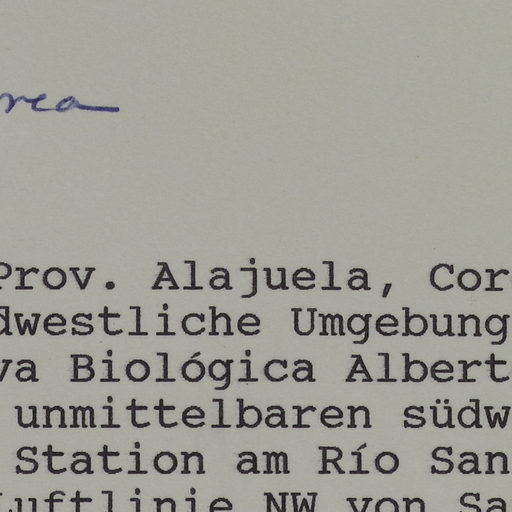 rea
Prov. Alajuela, Cor
dwestliche Umgebung
va Biológica Albert
unmittelbaren südw
Station am Río San
Luftlinie NW von Sa